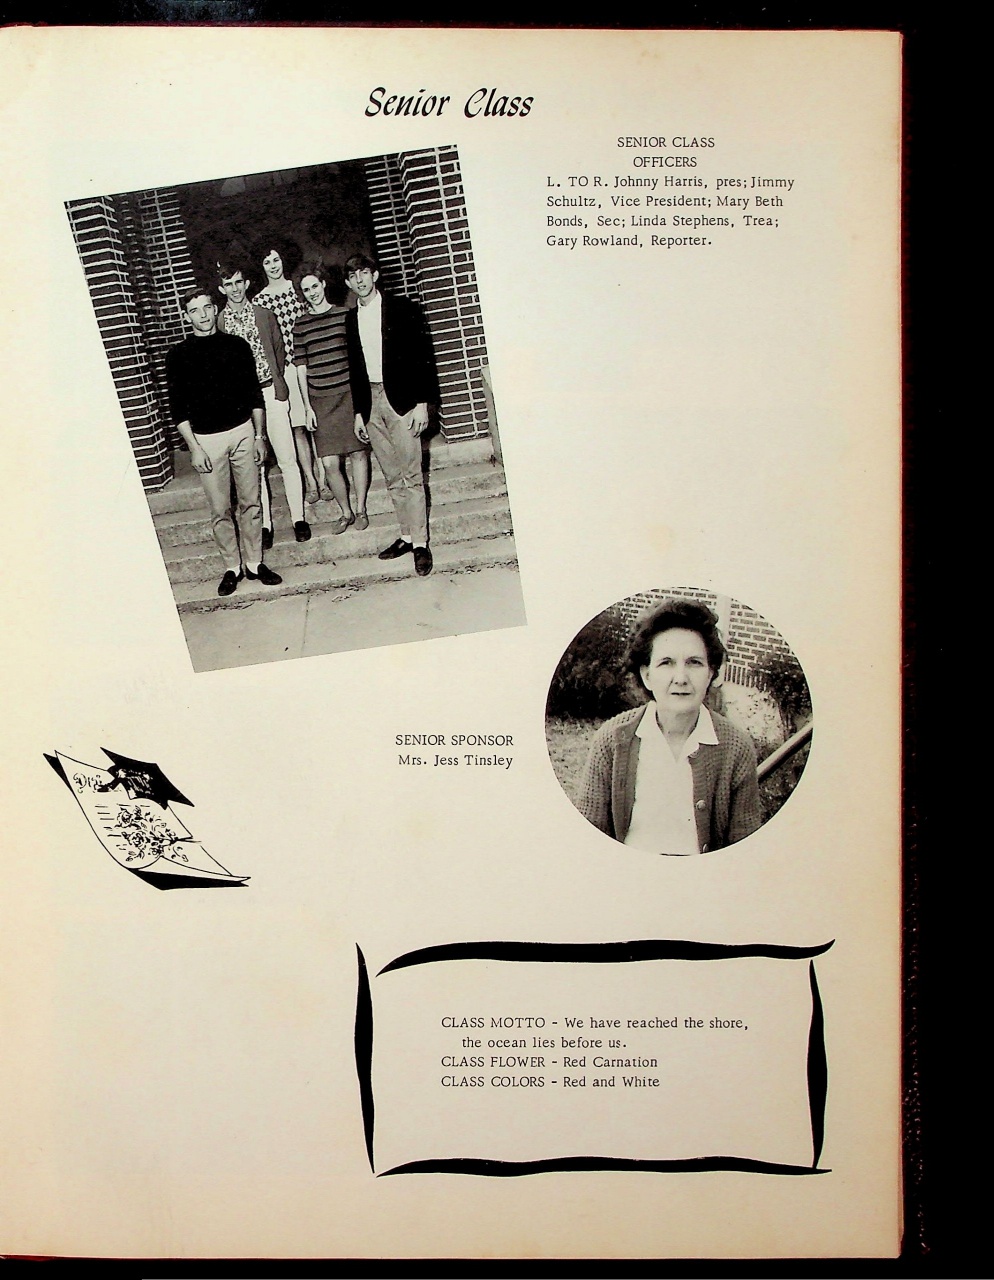 Senior Class
SENIOR CLASS
OFFICERS
L. TO R. Johnny Harris, pres; Jimmy
Schultz, Vice President; Mary Beth
Bonds, Sec; Linda Stephens, Trea;
Gary Rowland, Reporter.
SENIOR SPONSOR
Mrs. Jess Tinsley
CLASS MOTTO - We have reached the shore,
the ocean lies before us.
CLASS FLOWER - Red Carnation
CLASS COLORS - Red and White